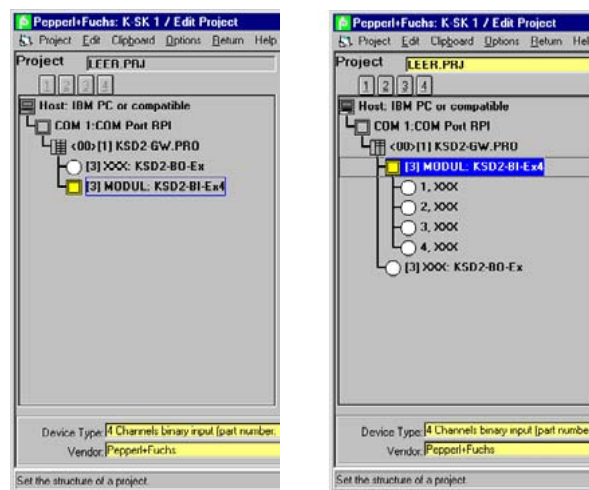 Pepperl+Fuchs: K-SK 1 / Edit Project
Project Edit Clipboard Options Return Help
Project LEER.PRJ
1 2 3 4
Host: IBM PC or compatible
COM 1:COM Port RPI
<00>[1] KSD2-GW.PRO
[3] XXX: KSD2-BO-Ex
[3] MODUL: KSD2-BI-Ex4
Device Type: 4 Channels binary input [part number:
Vendor: Pepperl+Fuchs
Set the structure of a project.
Pepperl+Fuchs: K-SK 1 / Edit Project
Project Edit Clipboard Options Return Hel
Project LEER.PRJ
1 2 3 4
Host: IBM PC or compatible
COM 1:COM Port RPI
<00>[1] KSD2-GW.PRO
[3] MODUL: KSD2-BI-Ex4
1, XXX
2, XXX
3, XXX
4, XXX
[3] XXX: KSD2-BO-Ex
Device Type: 4 Channels binary input [part numbe
Vendor: Pepperl+Fuchs
Set the structure of a project.